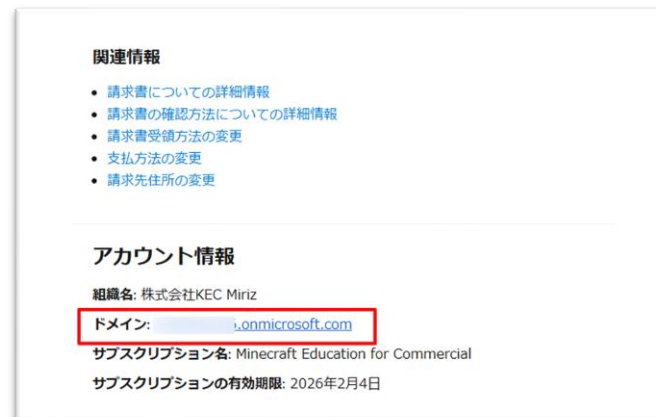 関連情報
請求書についての詳細情報
請求書の確認方法についての詳細情報
請求書受領方法の変更
支払方法の変更
請求先住所の変更
アカウント情報
組織名: 株式会社KEC Miriz
ドメイン: .onmicrosoft.com
サブスクリプション名: Minecraft Education for Commercial
サブスクリプションの有効期限: 2026年2月4日